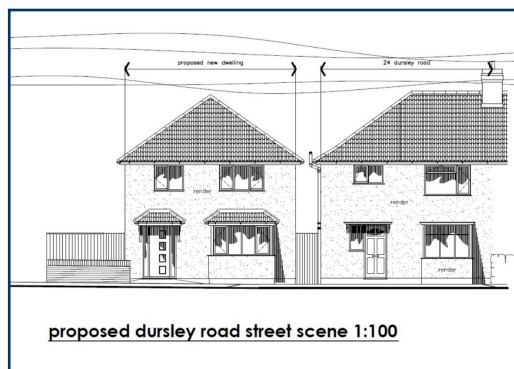 proposed new dwelling
24 dursley road
render
render
render
proposed dursley road street scene 1:100